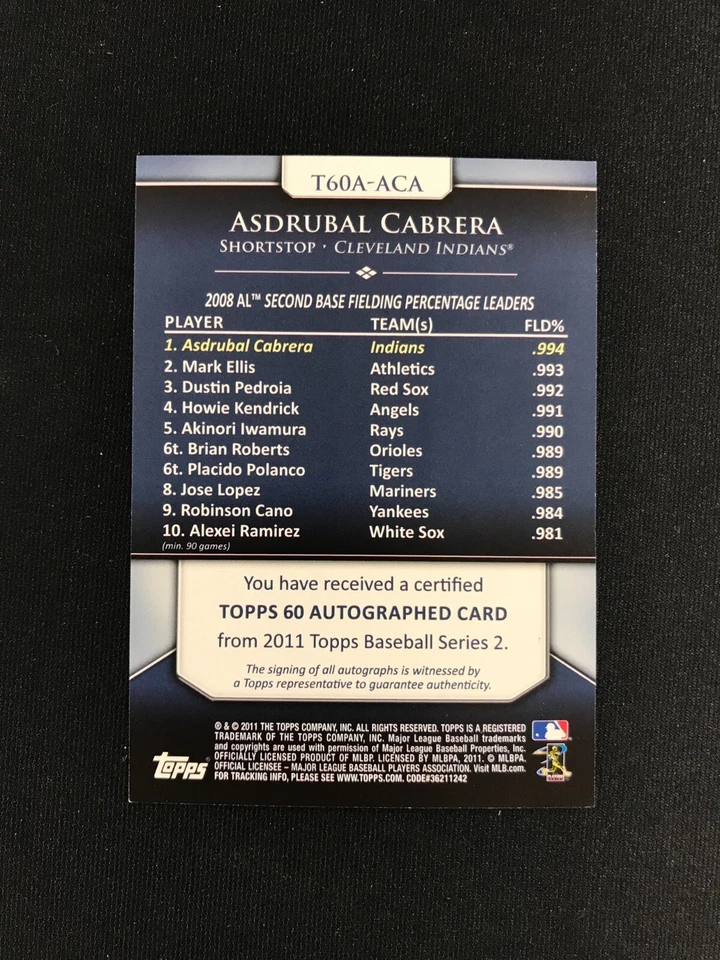 T60A-ACA
ASDRUBAL CABRERA
SHORTSTOP · CLEVELAND INDIANS®
2008 AL™ SECOND BASE FIELDING PERCENTAGE LEADERS
PLAYER TEAM(s) FLD%
1. Asdrubal Cabrera Indians .994
2. Mark Ellis Athletics .993
3. Dustin Pedroia Red Sox .992
4. Howie Kendrick Angels .991
5. Akinori Iwamura Rays .990
6t. Brian Roberts Orioles .989
6t. Placido Polanco Tigers .989
8. Jose Lopez Mariners .985
9. Robinson Cano Yankees .984
10. Alexei Ramirez White Sox .981
(min. 90 games)
You have received a certified
TOPPS 60 AUTOGRAPHED CARD
from 2011 Topps Baseball Series 2.
The signing of all autographs is witnessed by
a Topps representative to guarantee authenticity.
® & © 2011 THE TOPPS COMPANY, INC. ALL RIGHTS RESERVED. TOPPS IS A REGISTERED
TRADEMARK OF THE TOPPS COMPANY, INC. Major League Baseball trademarks
and copyrights are used with permission of Major League Baseball Properties, Inc.
OFFICIALLY LICENSED PRODUCT OF MLBP. LICENSED BY MLBPA, 2011. © MLBPA.
OFFICIAL LICENSEE – MAJOR LEAGUE BASEBALL PLAYERS ASSOCIATION. Visit MLB.com.
FOR TRACKING INFO, PLEASE SEE WWW.TOPPS.COM. CODE#36211242
Topps